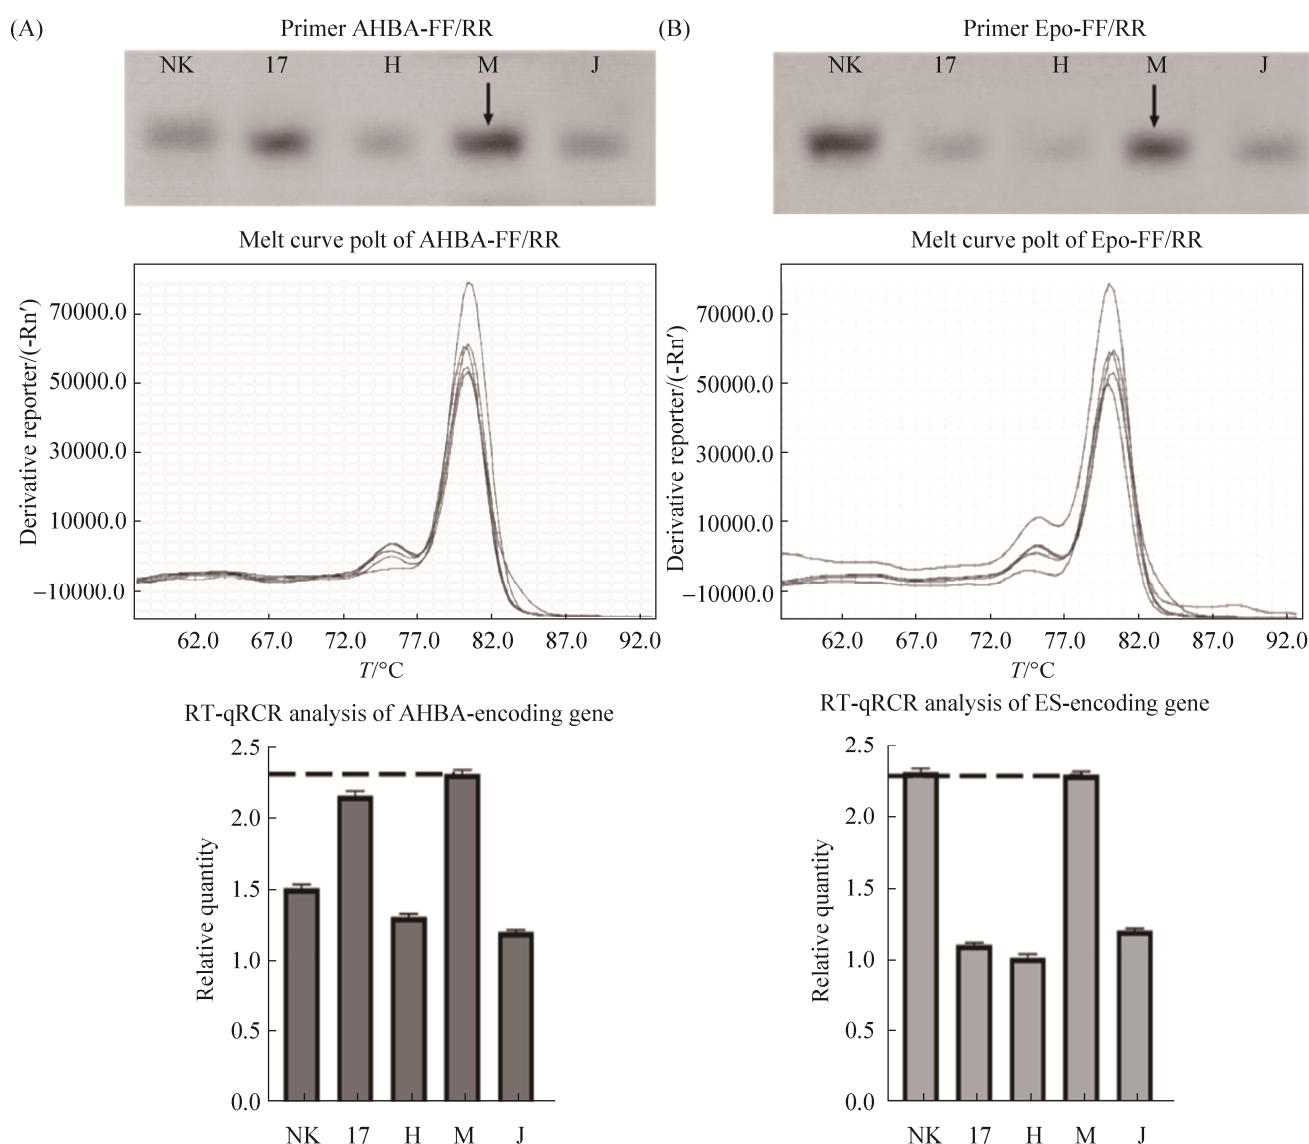 (A)
Primer AHBA-FF/RR
NK 17 H M J
Melt curve polt of AHBA-FF/RR
Derivative reporter/(-Rn′)
70000.0
50000.0
30000.0
10000.0
−10000.0
62.0 67.0 72.0 77.0 82.0 87.0 92.0
T/°C
RT-qRCR analysis of AHBA-encoding gene
Relative quantity
2.5
2.0
1.5
1.0
0.5
0.0
NK 17 H M J
(B)
Primer Epo-FF/RR
NK 17 H M J
Melt curve polt of Epo-FF/RR
Derivative reporter/(-Rn′)
70000.0
50000.0
30000.0
10000.0
−10000.0
62.0 67.0 72.0 77.0 82.0 87.0 92.0
T/°C
RT-qRCR analysis of ES-encoding gene
Relative quantity
2.5
2.0
1.5
1.0
0.5
0.0
NK 17 H M J